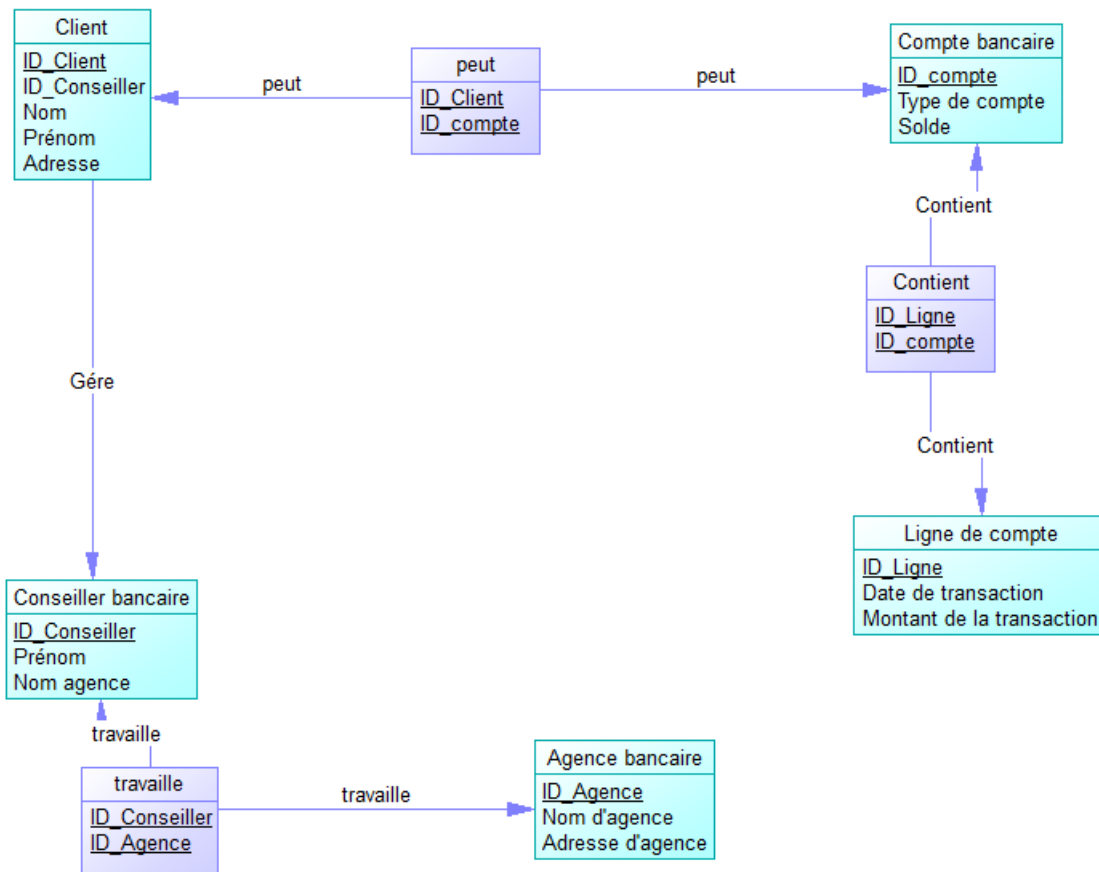 Client
ID_Client
ID_Conseiller
Nom
Prénom
Adresse
peut
peut
ID_Client
ID_compte
peut
Compte bancaire
ID_compte
Type de compte
Solde
Contient
Contient
ID_Ligne
ID_compte
Contient
Gére
Ligne de compte
ID_Ligne
Date de transaction
Montant de la transaction
Conseiller bancaire
ID_Conseiller
Prénom
Nom agence
travaille
travaille
ID_Conseiller
ID_Agence
travaille
Agence bancaire
ID_Agence
Nom d'agence
Adresse d'agence